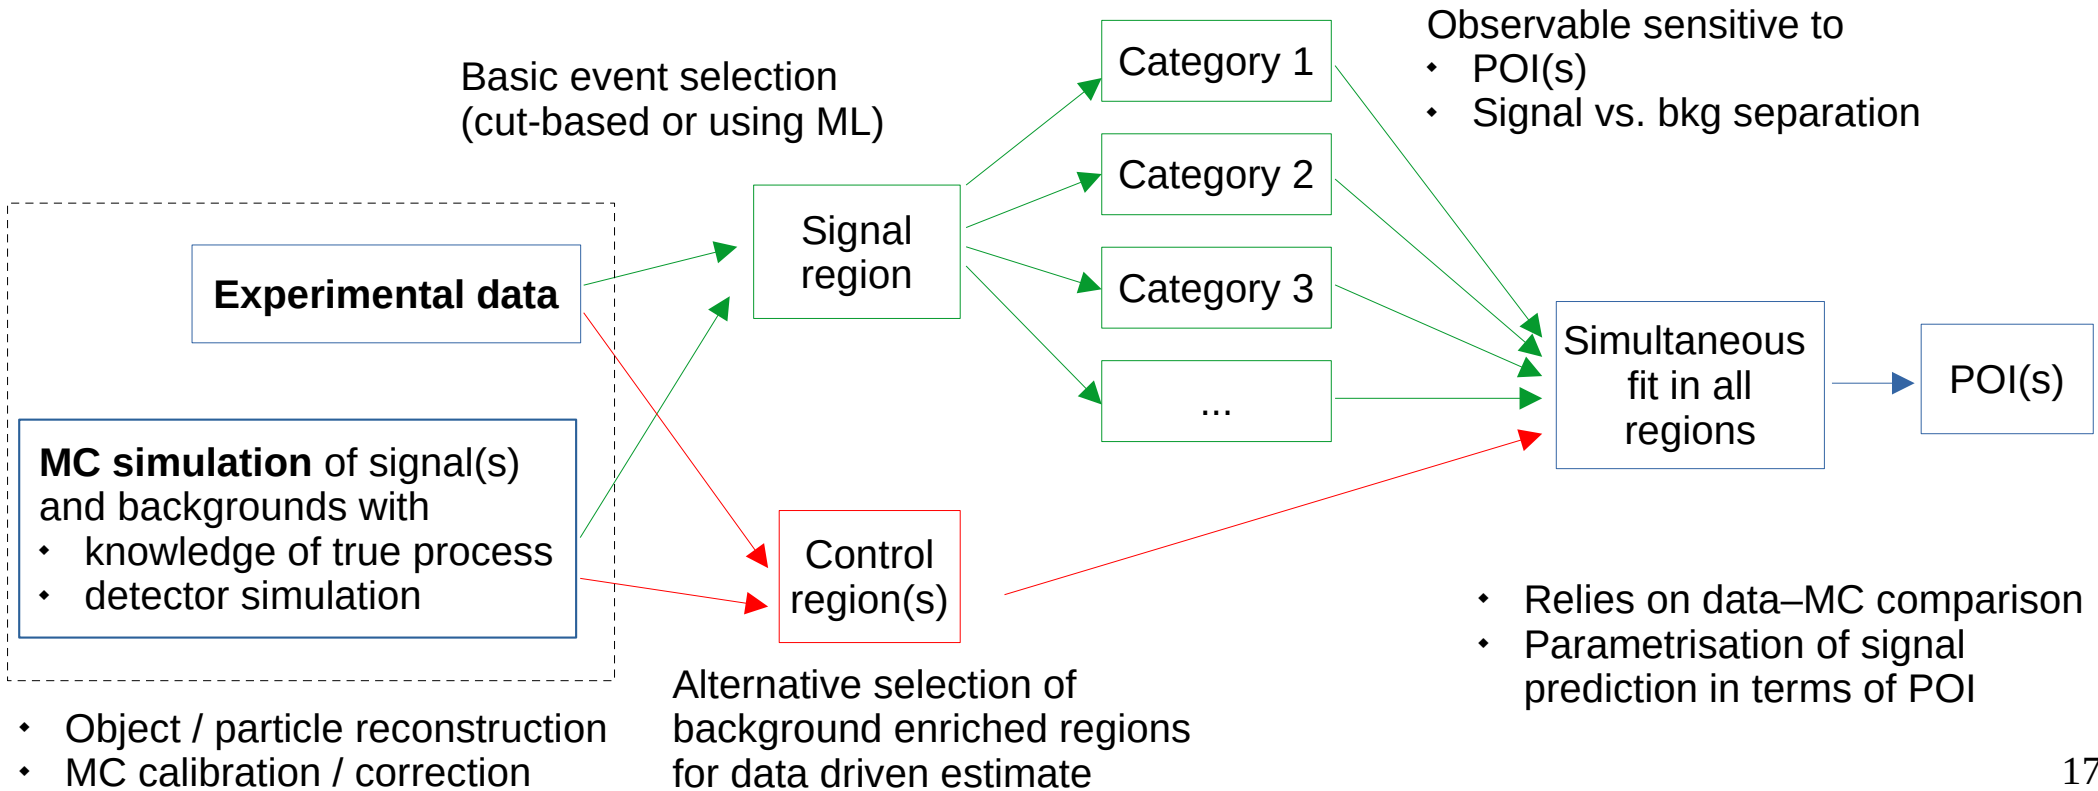 Basic event selection
(cut-based or using ML)
Category 1
Category 2
Category 3
...
Observable sensitive to
POI(s)
Signal vs. bkg separation
Experimental data
Signal
region
MC simulation of signal(s)
and backgrounds with
knowledge of true process
detector simulation
Control
region(s)
Simultaneous
fit in all
regions
POI(s)
Object / particle reconstruction
MC calibration / correction
Alternative selection of
background enriched regions
for data driven estimate
Relies on data–MC comparison
Parametrisation of signal
prediction in terms of POI
17